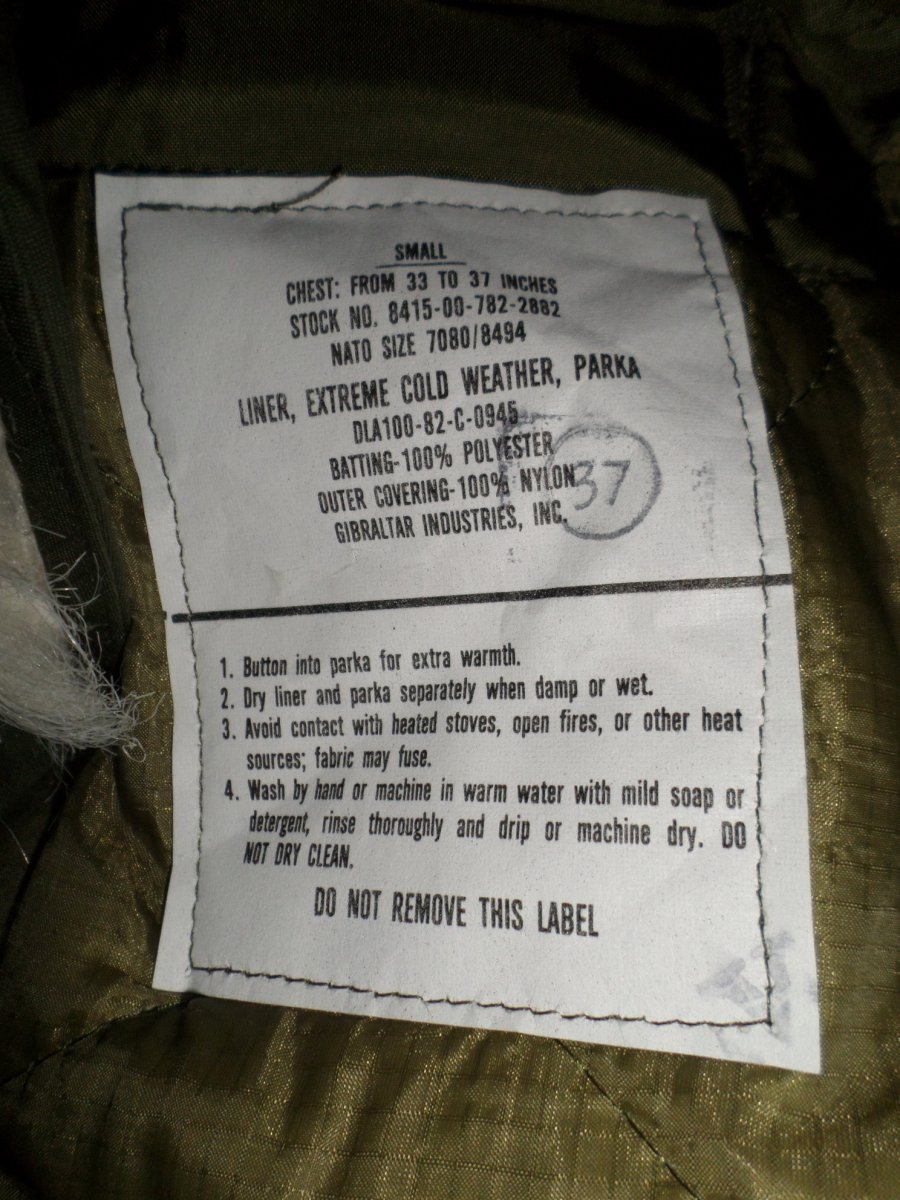 SMALL
CHEST: FROM 33 TO 37 INCHES
STOCK NO. 8415-00-782-2882
NATO SIZE 7080/8494
LINER, EXTREME COLD WEATHER, PARKA
DLA100-82-C-0945
BATTING-100% POLYESTER
OUTER COVERING-100% NYLON
37
GIBRALTAR INDUSTRIES, INC.
1. Button into parka for extra warmth.
2. Dry liner and parka separately when damp or wet.
3. Avoid contact with heated stoves, open fires, or other heat
sources; fabric may fuse.
4. Wash by hand or machine in warm water with mild soap or
detergent, rinse thoroughly and drip or machine dry. DO
NOT DRY CLEAN.
DO NOT REMOVE THIS LABEL